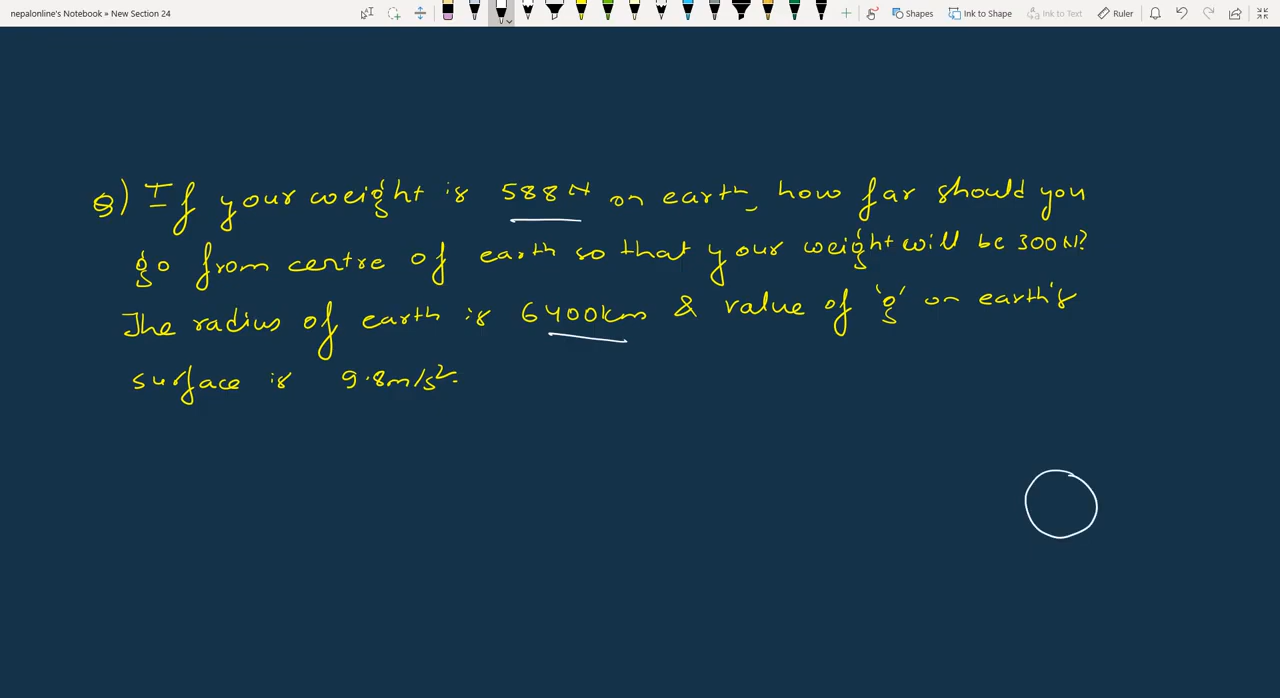 nepalonline's Notebook » New Section 24
Shapes Ink to Shape Ink to Text Ruler
Q) If your weight is 588N on earth, how far should you
go from centre of earth so that your weight will be 300N?
The radius of earth is 6400km & value of 'g' on earth's
surface is 9.8m/s².